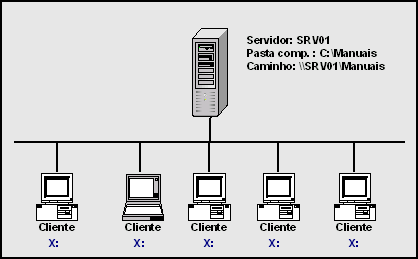 Servidor: SRV01
Pasta comp. : C:\Manuais
Caminho: \\SRV01\Manuais
Cliente Cliente Cliente Cliente Cliente
X: X: X: X: X: